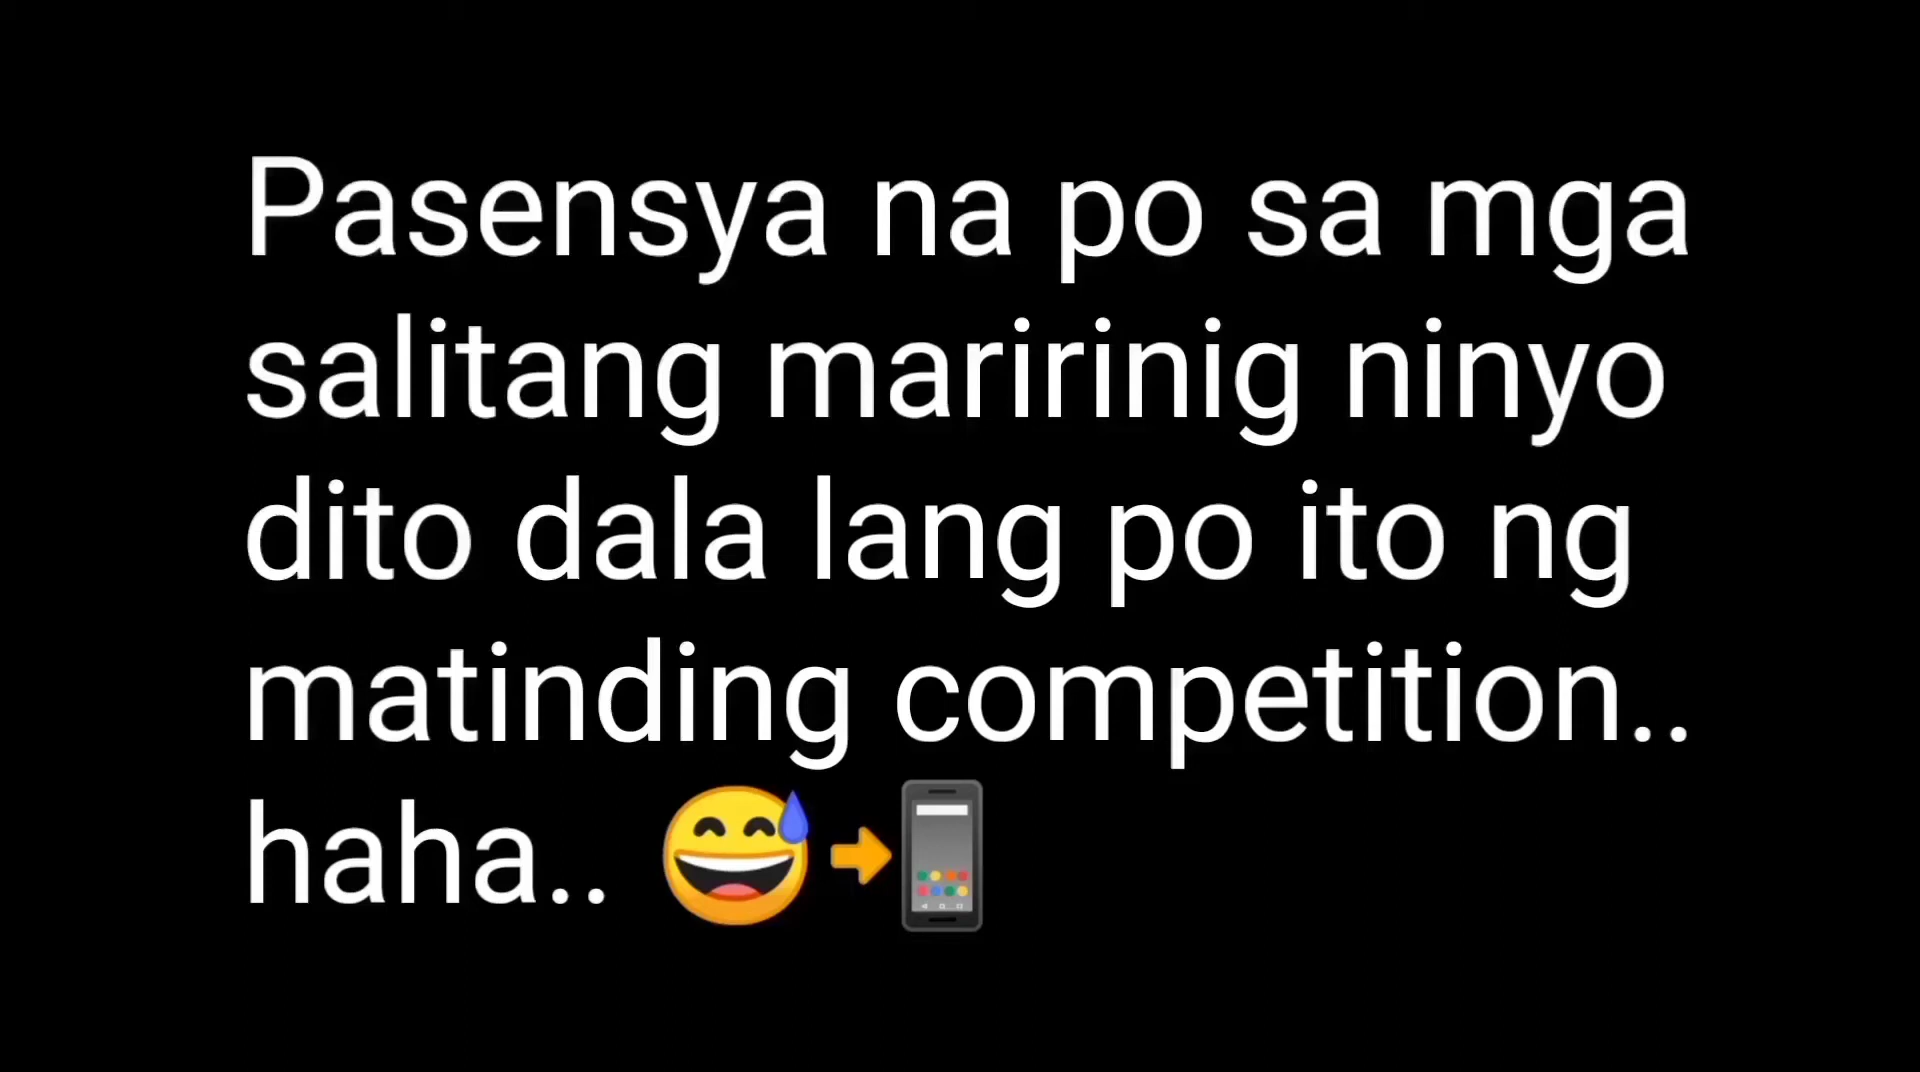 Pasensya na po sa mga
salitang maririnig ninyo
dito dala lang po ito ng
matinding competition..
haha.. 😅➡📱